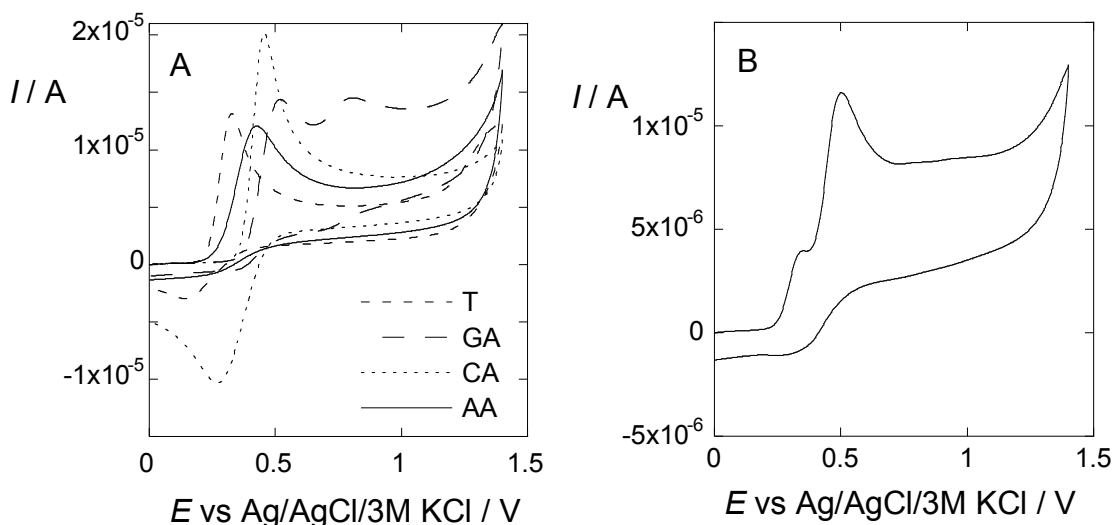 A
I / A
2x10⁻⁵
1x10⁻⁵
0
-1x10⁻⁵
T
GA
CA
AA
0 0.5 1 1.5
E vs Ag/AgCl/3M KCl / V
B
I / A
1x10⁻⁵
5x10⁻⁶
0
-5x10⁻⁶
0 0.5 1 1.5
E vs Ag/AgCl/3M KCl / V